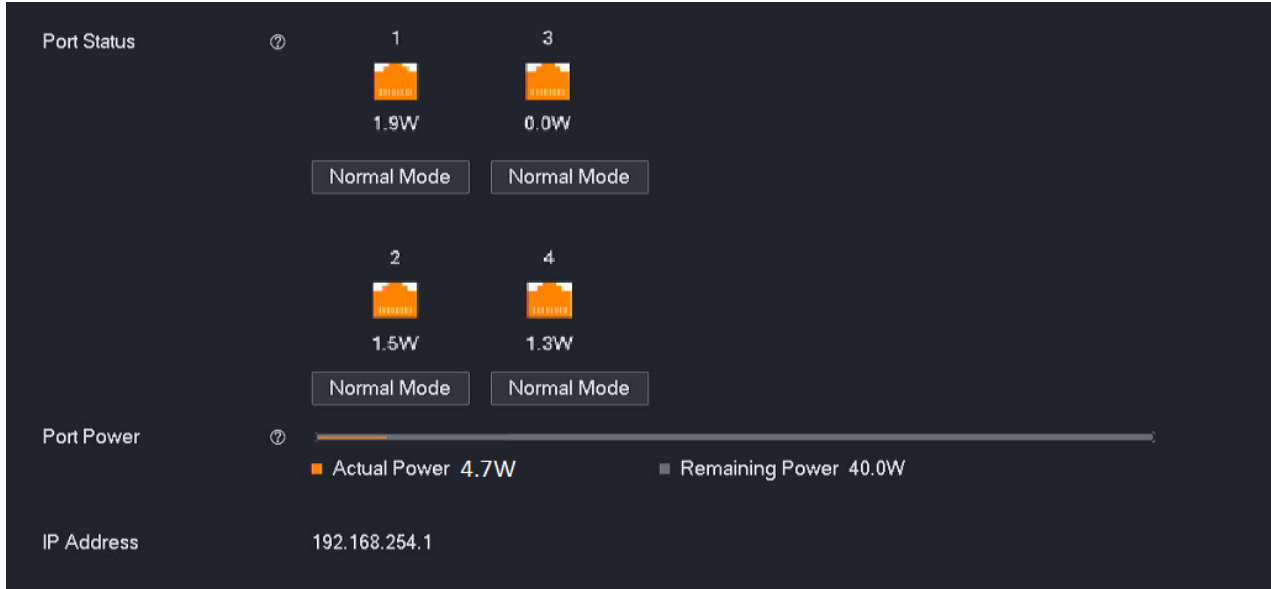 Port Status 1 3
1.9W 0.0W
Normal Mode Normal Mode
2 4
1.5W 1.3W
Normal Mode Normal Mode
Port Power
Actual Power 4.7W Remaining Power 40.0W
IP Address 192.168.254.1